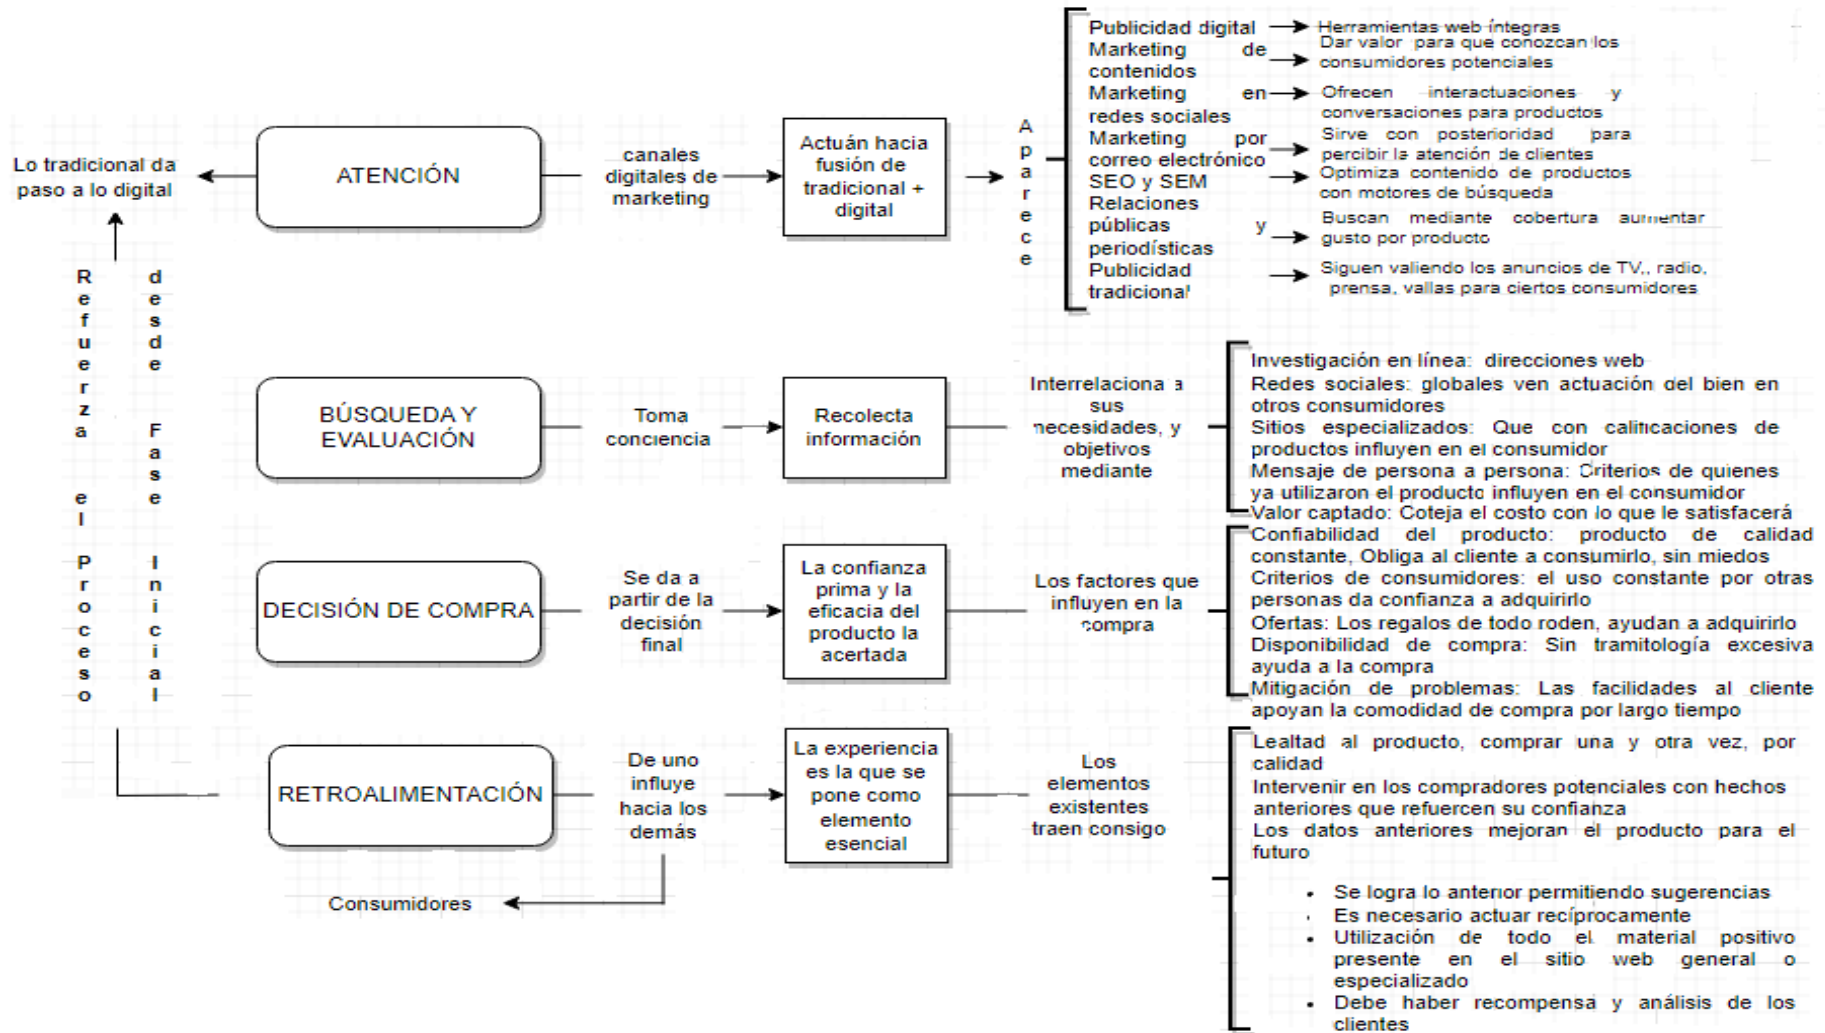 Publicidad digital
Herramientas web íntegras
Marketing de
contenidos
Dar valor para que conozcan los
consumidores potenciales
Marketing en
redes sociales
Ofrecen interactuaciones y
conversaciones para productos
Marketing por
correo electrónico
Sirve con posterioridad para
percibir la atención de clientes
SEO y SEM
Optimiza contenido de productos
con motores de búsqueda
Relaciones
públicas y
periodísticas
Buscan mediante cobertura aumentar
gusto por producto
Publicidad
tradicional
Siguen valiendo los anuncios de TV,, radio,
prensa, vallas para ciertos consumidores
Aparece
Lo tradicional da
paso a lo digital
ATENCIÓN
canales
digitales de
marketing
Actuán hacia
fusión de
tradicional +
digital
Refuerza el Proceso
desde Fase Inicial
BÚSQUEDA Y
EVALUACIÓN
Toma
conciencia
Recolecta
información
Interrelaciona a
sus
necesidades, y
objetivos
mediante
Investigación en línea: direcciones web
Redes sociales: globales ven actuación del bien en
otros consumidores
Sitios especializados: Que con calificaciones de
productos influyen en el consumidor
Mensaje de persona a persona: Criterios de quienes
ya utilizaron el producto influyen en el consumidor
Valor captado: Coteja el costo con lo que le satisfacerá
DECISIÓN DE COMPRA
Se da a
partir de la
decisión
final
La confianza
prima y la
eficacia del
producto la
acertada
Los factores que
influyen en la
compra
Confiabilidad del producto: producto de calidad
constante, Obliga al cliente a consumirlo, sin miedos
Criterios de consumidores: el uso constante por otras
personas da confianza a adquirirlo
Ofertas: Los regalos de todo roden, ayudan a adquirirlo
Disponibilidad de compra: Sin tramitología excesiva
ayuda a la compra
Mitigación de problemas: Las facilidades al cliente
apoyan la comodidad de compra por largo tiempo
RETROALIMENTACIÓN
De uno
influye
hacia los
demás
Consumidores
La experiencia
es la que se
pone como
elemento
esencial
Los
elementos
existentes
traen consigo
Lealtad al producto, comprar una y otra vez, por
calidad
Intervenir en los compradores potenciales con hechos
anteriores que refuercen su confianza
Los datos anteriores mejoran el producto para el
futuro
• Se logra lo anterior permitiendo sugerencias
• Es necesario actuar recíprocamente
• Utilización de todo el material positivo
presente en el sitio web general o
especializado
• Debe haber recompensa y análisis de los
clientes